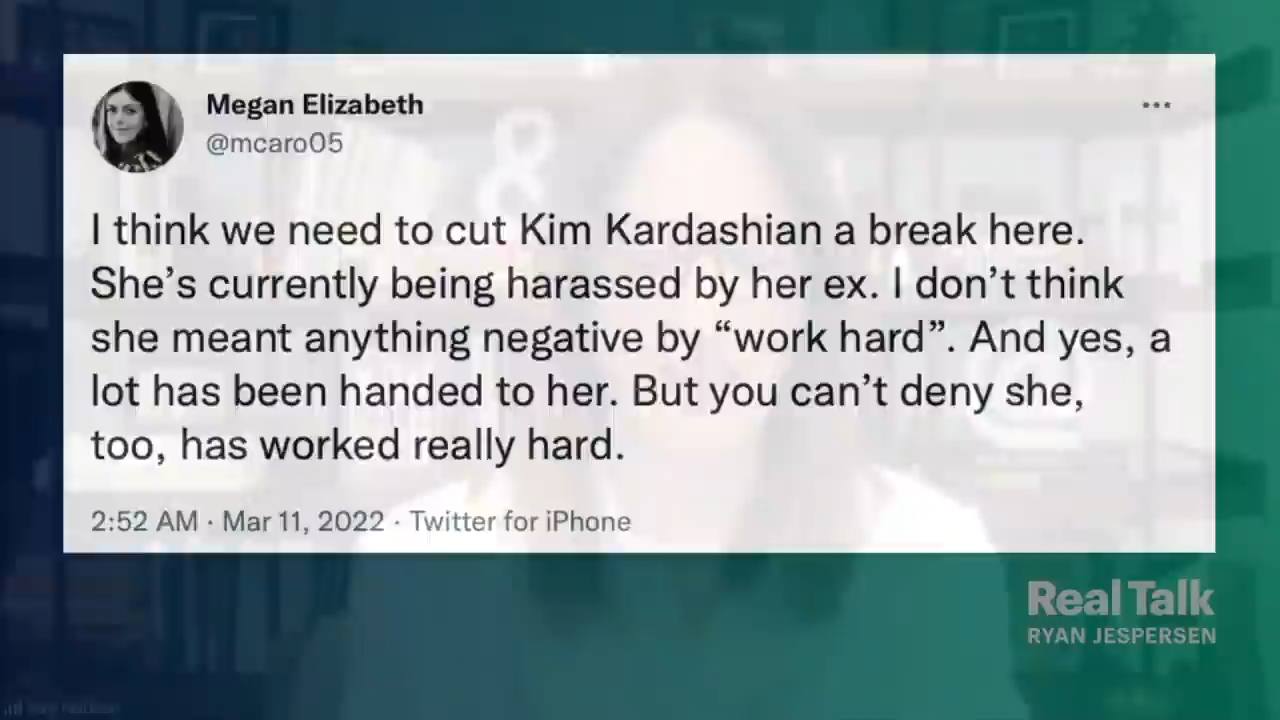 Megan Elizabeth
@mcaro05
I think we need to cut Kim Kardashian a break here.
She’s currently being harassed by her ex. I don’t think
she meant anything negative by “work hard”. And yes, a
lot has been handed to her. But you can’t deny she,
too, has worked really hard.
2:52 AM · Mar 11, 2022 · Twitter for iPhone
&
Real Talk
RYAN JESPERSEN